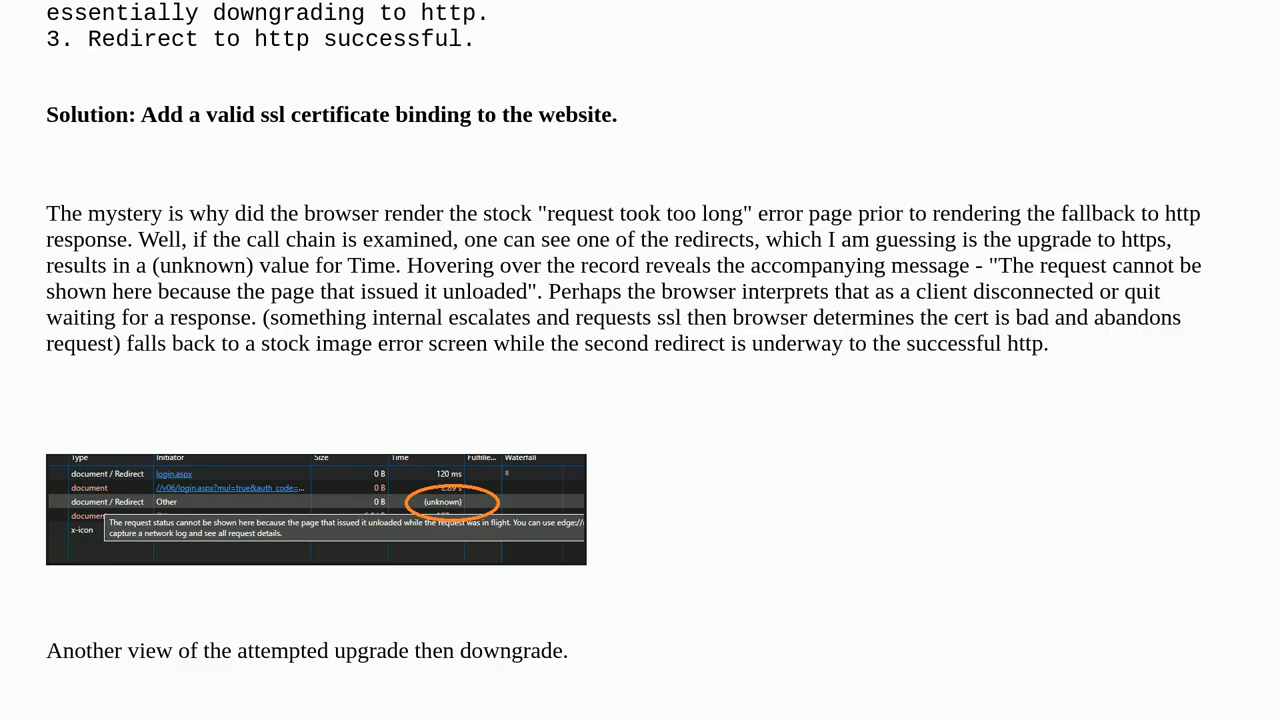 essentially downgrading to http.
3. Redirect to http successful.
Solution: Add a valid ssl certificate binding to the website.
The mystery is why did the browser render the stock "request took too long" error page prior to rendering the fallback to http
response. Well, if the call chain is examined, one can see one of the redirects, which I am guessing is the upgrade to https,
results in a (unknown) value for Time. Hovering over the record reveals the accompanying message - "The request cannot be
shown here because the page that issued it unloaded". Perhaps the browser interprets that as a client disconnected or quit
waiting for a response. (something internal escalates and requests ssl then browser determines the cert is bad and abandons
request) falls back to a stock image error screen while the second redirect is underway to the successful http.
Type Initiator Size Time Fulfille... Waterfall
document / Redirect login.aspx 0 B 120 ms
document //v06/login.aspx?mul=true&auth_code=... 0 B
document / Redirect Other 0 B (unknown)
document
The request status cannot be shown here because the page that issued it unloaded while the request was in flight. You can use edge://
x-icon capture a network log and see all request details.
Another view of the attempted upgrade then downgrade.